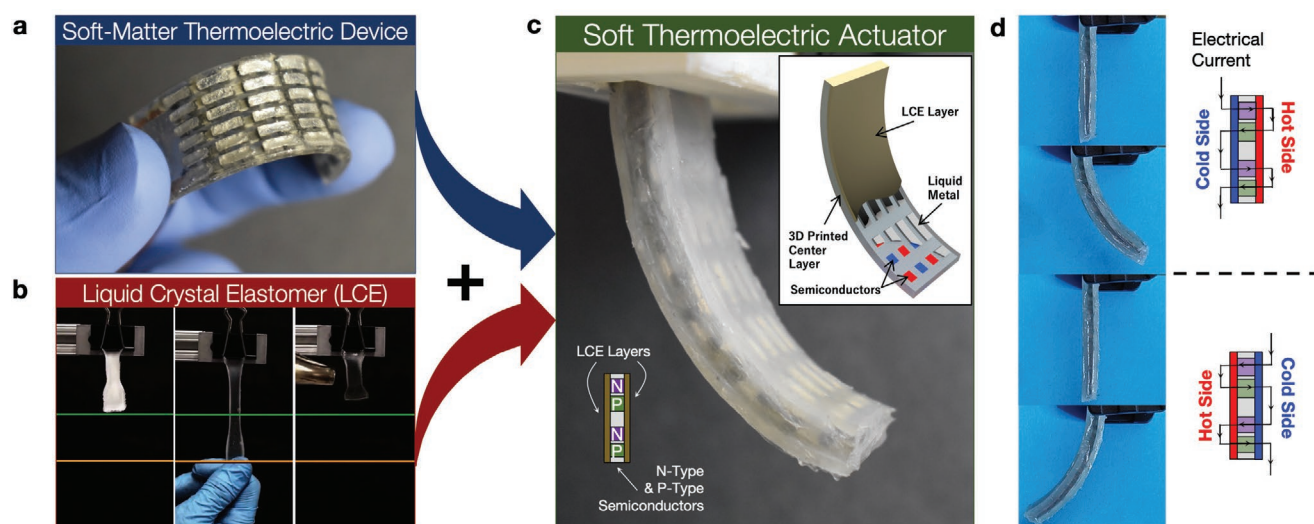 a
Soft-Matter Thermoelectric Device
b
Liquid Crystal Elastomer (LCE)
+
c
Soft Thermoelectric Actuator
LCE Layer
Liquid
Metal
3D Printed
Center
Layer
Semiconductors
LCE Layers
N
P
N
P
N-Type
& P-Type
Semiconductors
d
Electrical
Current
Cold Side
Hot Side
Hot Side
Cold Side